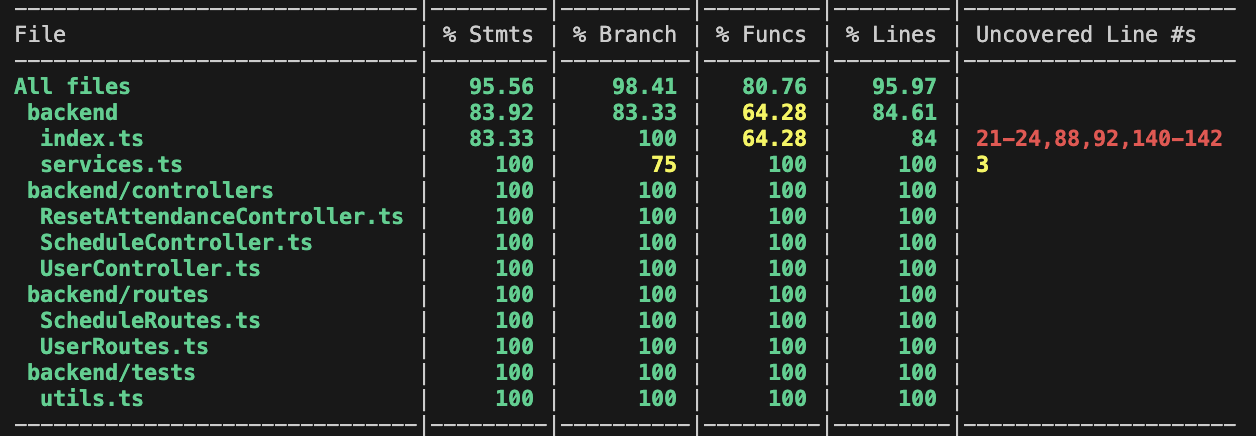 File | % Stmts | % Branch | % Funcs | % Lines | Uncovered Line #s
All files | 95.56 | 98.41 | 80.76 | 95.97 |
backend | 83.92 | 83.33 | 64.28 | 84.61 |
index.ts | 83.33 | 100 | 64.28 | 84 | 21-24,88,92,140-142
services.ts | 100 | 75 | 100 | 100 | 3
backend/controllers | 100 | 100 | 100 | 100 |
ResetAttendanceController.ts | 100 | 100 | 100 | 100 |
ScheduleController.ts | 100 | 100 | 100 | 100 |
UserController.ts | 100 | 100 | 100 | 100 |
backend/routes | 100 | 100 | 100 | 100 |
ScheduleRoutes.ts | 100 | 100 | 100 | 100 |
UserRoutes.ts | 100 | 100 | 100 | 100 |
backend/tests | 100 | 100 | 100 | 100 |
utils.ts | 100 | 100 | 100 | 100 |